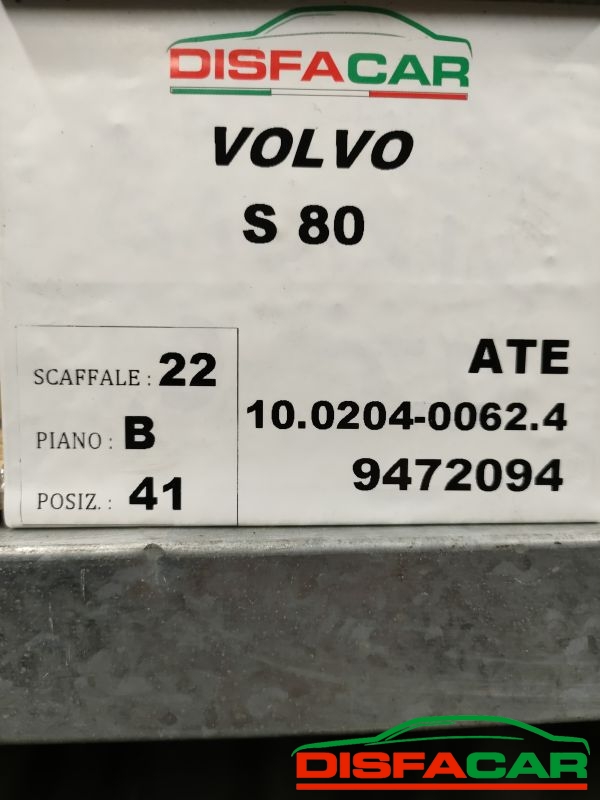 DISFACAR
VOLVO
S 80
SCAFFALE : 22
PIANO : B
POSIZ. : 41
ATE
10.0204-0062.4
9472094
DISFACAR